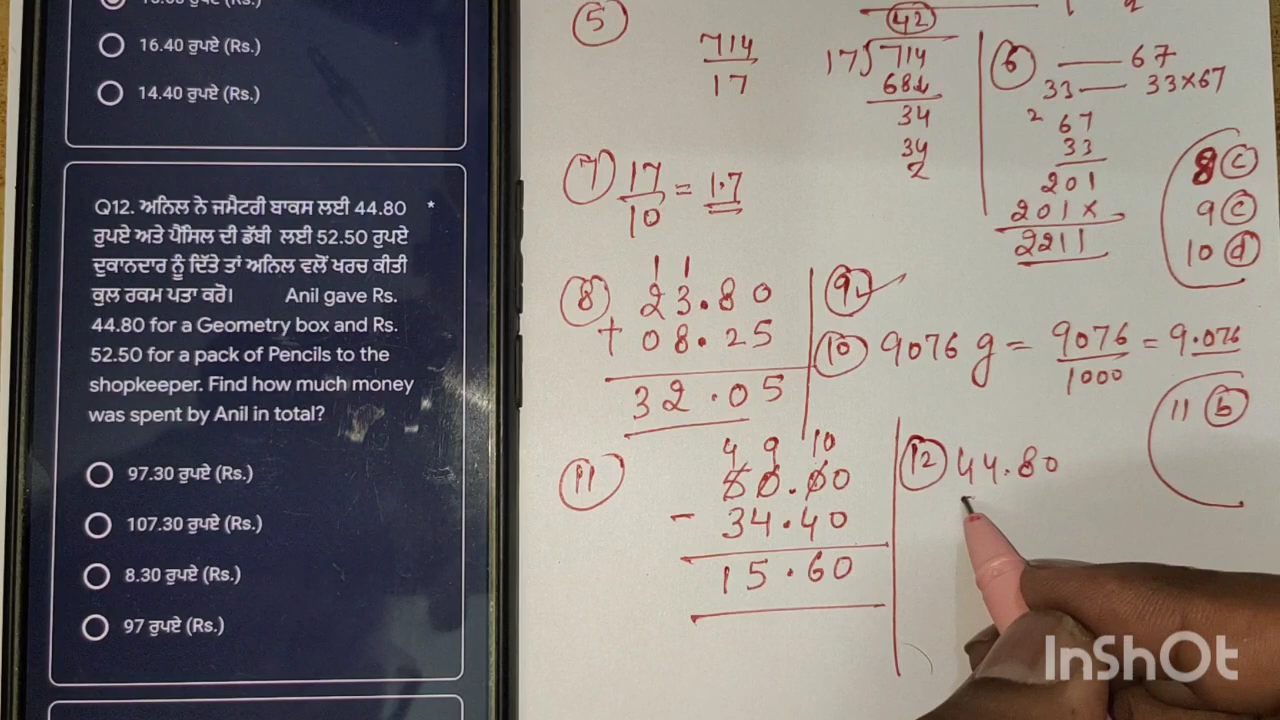 16.40 ਰੁਪਏ (Rs.)
14.40 ਰੁਪਏ (Rs.)
Q12. ਅਨਿਲ ਨੇ ਜਮੈਟਰੀ ਬਾਕਸ ਲਈ 44.80 *
ਰੁਪਏ ਅਤੇ ਪੈਂਸਿਲ ਦੀ ਡੱਬੀ ਲਈ 52.50 ਰੁਪਏ
ਦੁਕਾਨਦਾਰ ਨੂੰ ਦਿੱਤੇ ਤਾਂ ਅਨਿਲ ਵਲੋਂ ਖਰਚ ਕੀਤੀ
ਕੁਲ ਰਕਮ ਪਤਾ ਕਰੋ। Anil gave Rs.
44.80 for a Geometry box and Rs.
52.50 for a pack of Pencils to the
shopkeeper. Find how much money
was spent by Anil in total?
97.30 ਰੁਪਏ (Rs.)
107.30 ਰੁਪਏ (Rs.)
8.30 ਰੁਪਏ (Rs.)
97 ਰੁਪਏ (Rs.)
5
714
17
42
17) 714
68
34
34
6 — 67
33 — 33×67
2 67
33
201
201×
2211
7 17
10 = 1.7
8 C
9 C
10 d
1 1
8 23.80
+ 08.25
32.05
9
10 9076 g = 9076 = 9.076
1000
11 b
4 9 10
11 50.00
- 34.40
15.60
12 44.80
InShOt